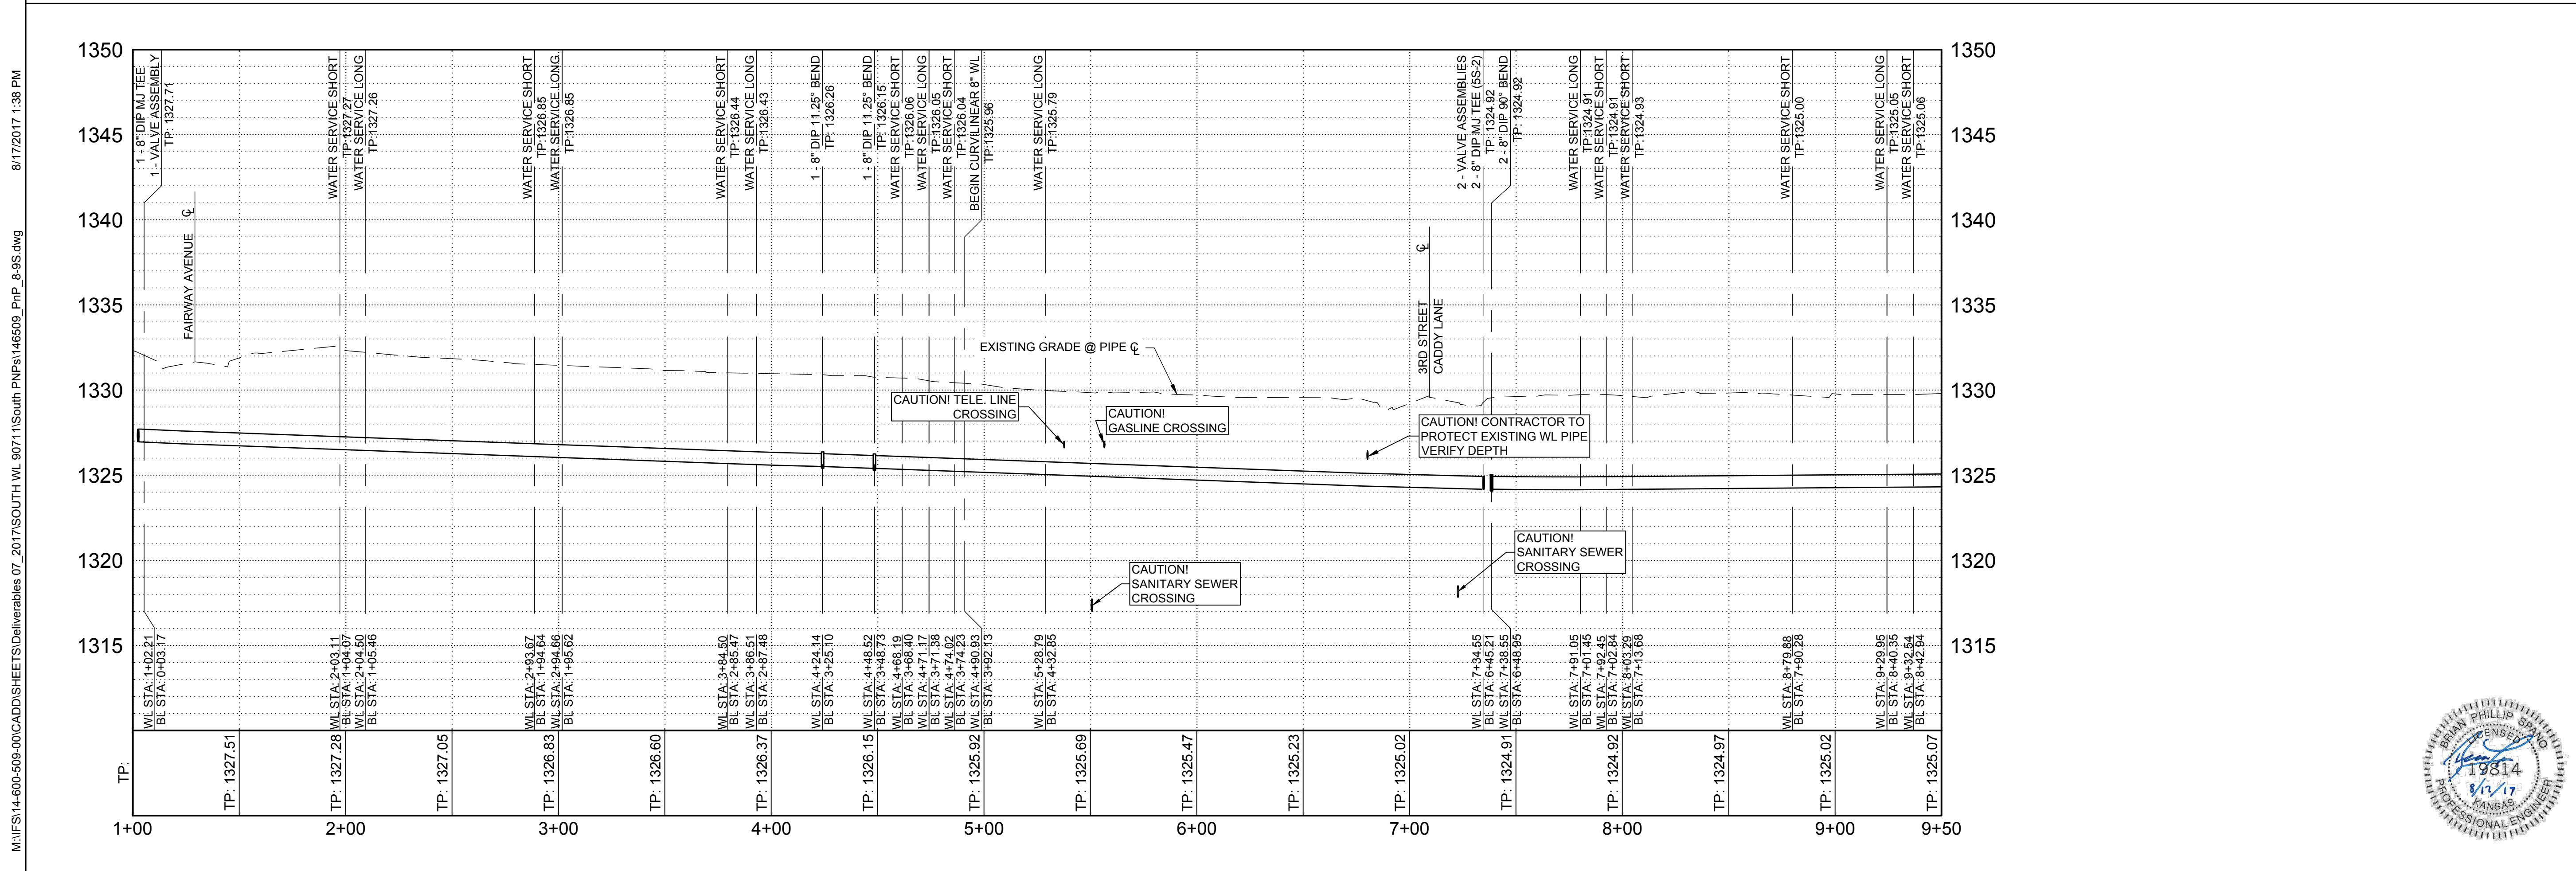 M:\IFS\14-6000-509-00\CADD\SHEETS\Deliverables 07_2017\SOUTH WL 90711\South PNPs\146509_PnP_8-9S.dwg
8/17/2017 1:38 PM
1350
1345
1340
1335
1330
1325
1320
1315
1350
1345
1340
1335
1330
1325
1320
1315
1 - 8" DIP MJ TEE
1 - VALVE ASSEMBLY
TP: 1327.71
WATER SERVICE SHORT
TP:1327.27
WATER SERVICE LONG
TP:1327.26
WATER SERVICE SHORT
TP:1326.85
WATER SERVICE LONG
TP:1326.85
WATER SERVICE SHORT
TP:1326.44
WATER SERVICE LONG
TP:1326.43
1 - 8" DIP 11.25° BEND
TP: 1326.26
1 - 8" DIP 11.25° BEND
TP: 1326.15
WATER SERVICE SHORT
TP:1326.06
WATER SERVICE LONG
TP:1326.05
WATER SERVICE SHORT
TP:1326.04
BEGIN CURVILINEAR 8" WL
TP:1325.96
WATER SERVICE LONG
TP:1325.79
2 - VALVE ASSEMBLIES
2 - 8" DIP MJ TEE (5S-2)
TP: 1324.92
2 - 8" DIP 90° BEND
TP: 1324.92
WATER SERVICE LONG
TP:1324.91
WATER SERVICE SHORT
TP:1324.91
WATER SERVICE SHORT
TP:1324.93
WATER SERVICE SHORT
TP:1325.00
WATER SERVICE LONG
TP:1325.05
WATER SERVICE SHORT
TP:1325.06
FAIRWAY AVENUE ℄
3RD STREET ℄
CADDY LANE
EXISTING GRADE @ PIPE ℄
CAUTION! TELE. LINE
CROSSING
CAUTION!
GASLINE CROSSING
CAUTION! CONTRACTOR TO
PROTECT EXISTING WL PIPE
VERIFY DEPTH
CAUTION!
SANITARY SEWER
CROSSING
CAUTION!
SANITARY SEWER
CROSSING
WL STA: 1+02.21
BL STA: 0+03.17
WL STA: 2+03.11
BL STA: 1+04.07
WL STA: 2+04.50
BL STA: 1+05.46
WL STA: 2+93.67
BL STA: 1+94.64
WL STA: 2+94.66
BL STA: 1+95.62
WL STA: 3+84.50
BL STA: 2+85.47
WL STA: 3+86.51
BL STA: 2+87.48
WL STA: 4+24.14
BL STA: 3+25.10
WL STA: 4+48.52
BL STA: 3+48.73
WL STA: 4+68.19
BL STA: 3+68.40
WL STA: 4+71.17
BL STA: 3+71.38
WL STA: 4+74.02
BL STA: 3+74.23
WL STA: 4+90.93
BL STA: 3+92.13
WL STA: 5+28.79
BL STA: 4+32.85
WL STA: 7+34.55
BL STA: 6+45.21
WL STA: 7+38.55
BL STA: 6+48.95
WL STA: 7+91.05
BL STA: 7+01.45
WL STA: 7+92.45
BL STA: 7+02.84
WL STA: 8+03.29
BL STA: 7+13.68
WL STA: 8+79.88
BL STA: 7+90.28
WL STA: 9+29.95
BL STA: 8+40.35
WL STA: 9+32.54
BL STA: 8+42.94
TP:
TP: 1327.51
TP: 1327.28
TP: 1327.05
TP: 1326.83
TP: 1326.60
TP: 1326.37
TP: 1326.15
TP: 1325.92
TP: 1325.69
TP: 1325.47
TP: 1325.23
TP: 1325.02
TP: 1324.91
TP: 1324.92
TP: 1324.97
TP: 1325.02
TP: 1325.07
1+00
2+00
3+00
4+00
5+00
6+00
7+00
8+00
9+00
9+50
BRIAN PHILLIP SPANO
LICENSED
19814
8/17/17
KANSAS
PROFESSIONAL ENGINEER